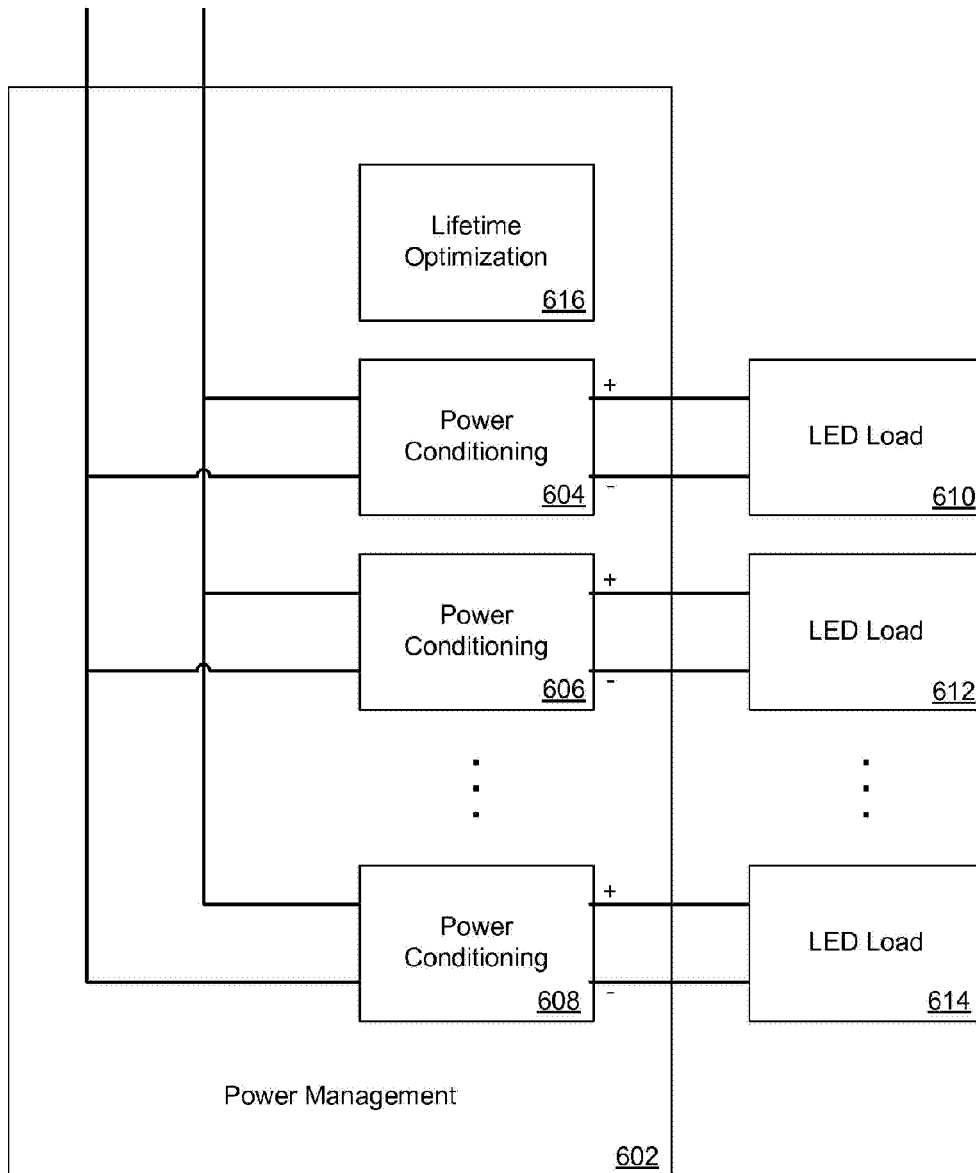 Lifetime
Optimization
616
+
Power
Conditioning
604
-
LED Load
610
+
Power
Conditioning
606
-
LED Load
612
+
Power
Conditioning
608
-
LED Load
614
Power Management
602